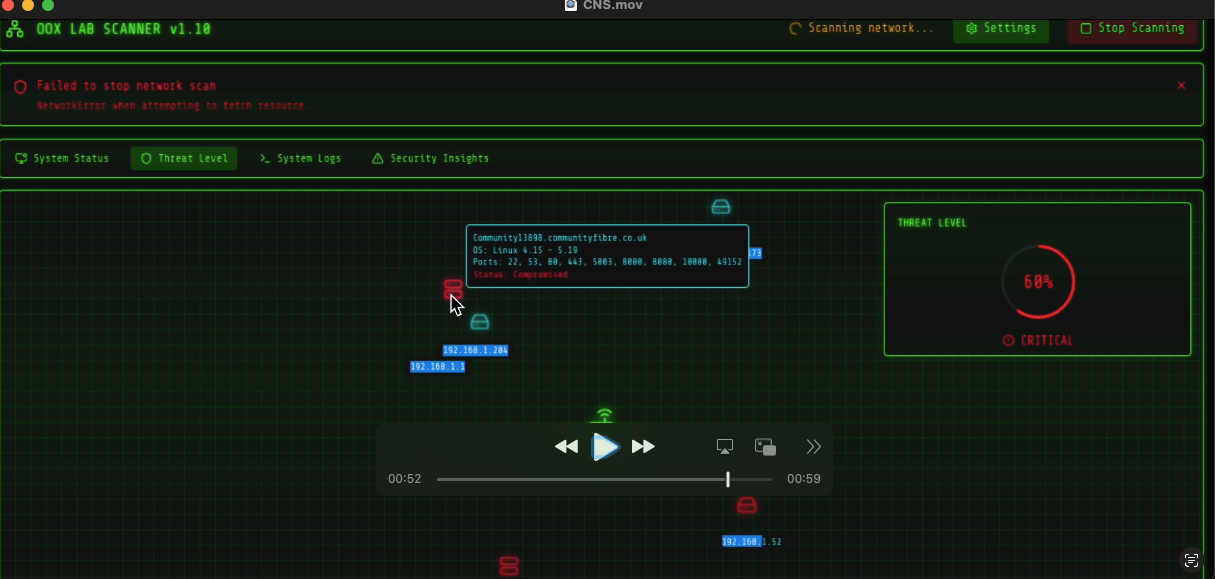 CNS.mov
OOX LAB SCANNER v1.10
Scanning network...
Settings
Stop Scanning
Failed to stop network scan
NetworkError when attempting to fetch resource.
System Status
Threat Level
System Logs
Security Insights
THREAT LEVEL
Community13898.communityfibre.co.uk
173
OS: Linux 4.15 - 5.19
Ports: 22, 53, 80, 443, 5003, 8000, 8080, 10000, 49152
Status: Compromised
60%
CRITICAL
192.168.1.204
192.168.1.1
00:52
00:59
192.168.1.52